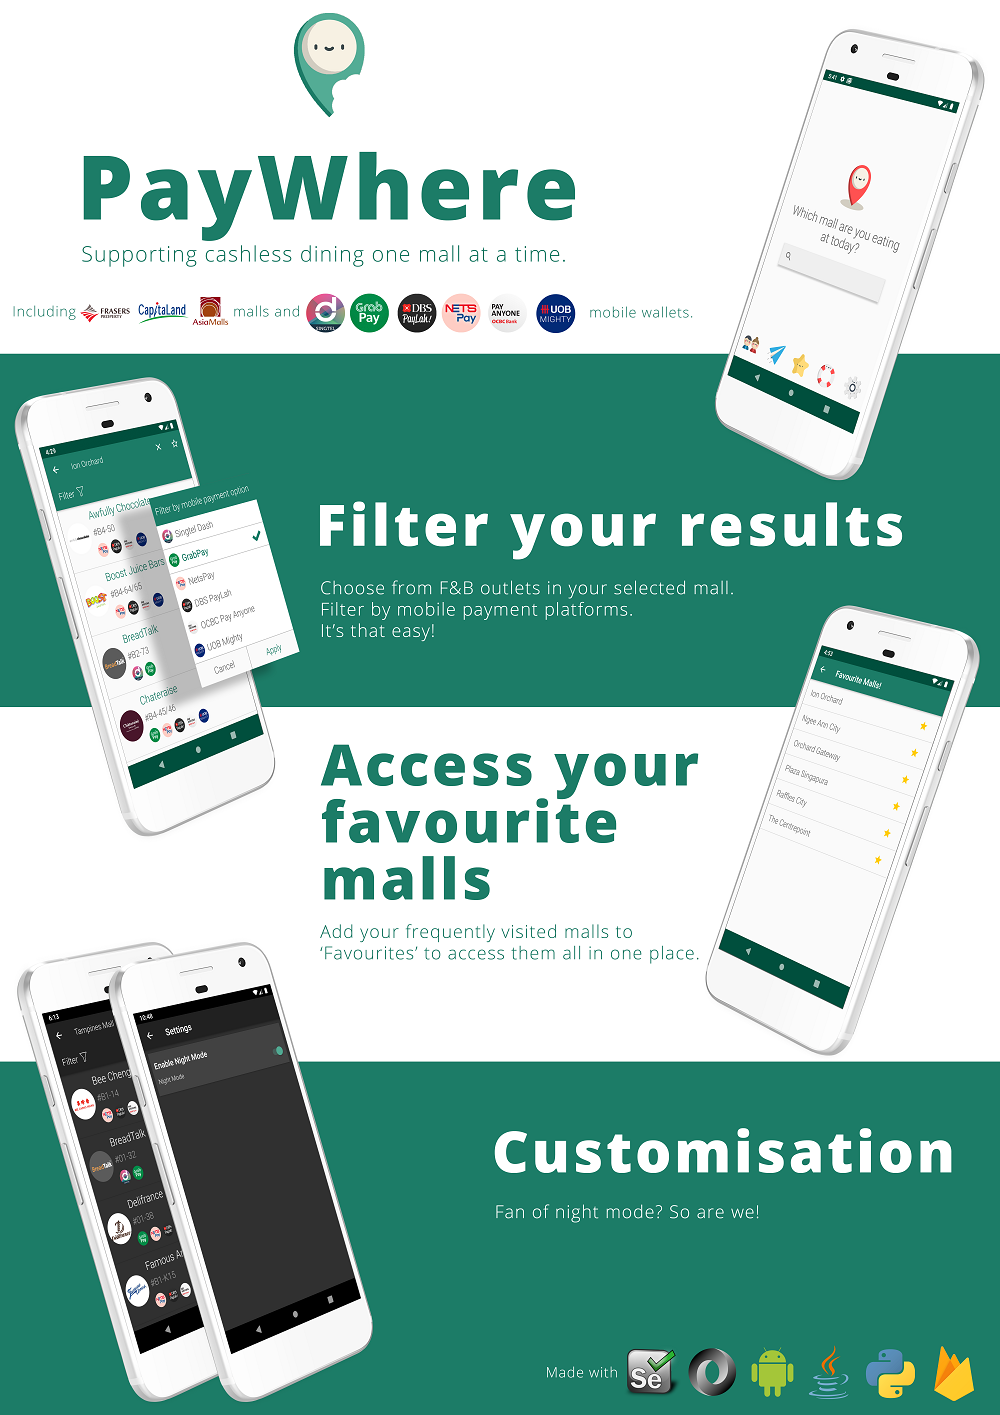 PayWhere
Supporting cashless dining one mall at a time.
Including FRASERS PROPERTY CapitaLand AsiaMalls malls and SINGTEL Grab Pay DBS PayLah! NETS Pay PAY ANYONE OCBC Bank UOB MIGHTY mobile wallets.
5:41
Which mall are you eating
at today?
4:26
Ion Orchard
Filter
Awfully Chocolate
#B4-50
Boost Juice Bars
BOOST
#B4-64/65
BreadTalk
BreadTalk
#B2-73
Chateraise
#B4-45/46
Filter by mobile payment option
Singtel Dash
GrabPay
NetsPay
DBS PayLah
OCBC Pay Anyone
UOB Mighty
Cancel
Apply
Filter your results
Choose from F&B outlets in your selected mall.
Filter by mobile payment platforms.
It's that easy!
4:52
Favourite Malls!
Ion Orchard
Ngee Ann City
Orchard Gateway
Plaza Singapura
Raffles City
The Centrepoint
Access your
favourite
malls
Add your frequently visited malls to
‘Favourites’ to access them all in one place.
6:13
Tampines Mall
Filter
Bee Cheng
#B1-14
BreadTalk
BreadTalk
#01-32
Delifrance
#01-38
Famous A
#B1-K15
10:48
Settings
Enable Night Mode
Night Mode
Customisation
Fan of night mode? So are we!
Made with Se